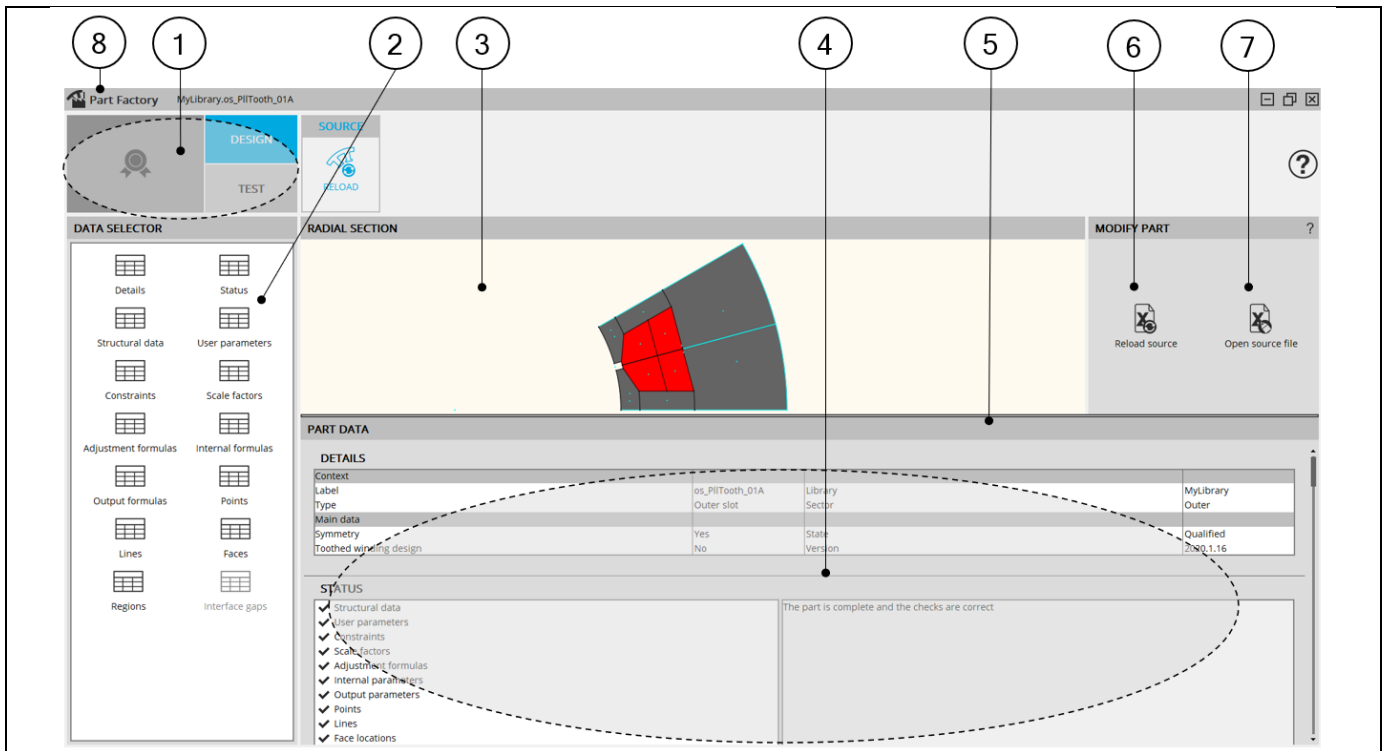 8 1 2 3 4 5 6 7
Part Factory MyLibrary.os_PllTooth_01A
DESIGN
TEST
SOURCE
RELOAD
?
DATA SELECTOR
Details Status
Structural data User parameters
Constraints Scale factors
Adjustment formulas Internal formulas
Output formulas Points
Lines Faces
Regions Interface gaps
RADIAL SECTION
MODIFY PART ?
Reload source Open source file
PART DATA
DETAILS
Context
Label os_PllTooth_01A Library MyLibrary
Type Outer slot Sector Outer
Main data
Symmetry Yes State Qualified
Toothed winding design No Version 2020.1.16
STATUS
Structural data
User parameters
Constraints
Scale factors
Adjustment formulas
Internal parameters
Output parameters
Points
Lines
Face locations
The part is complete and the checks are correct